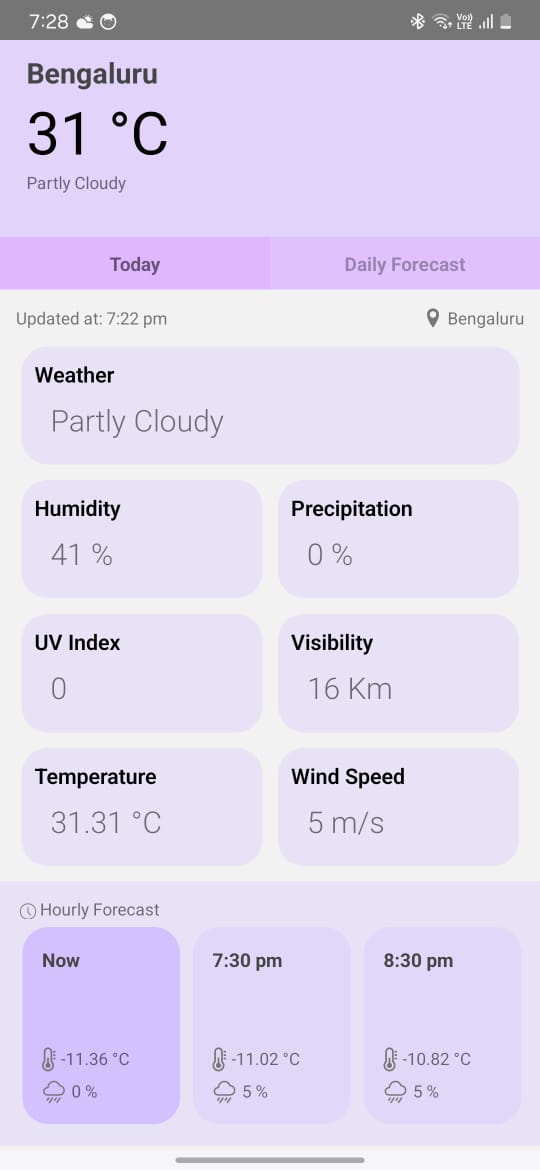 7:28
Vo)) LTE
Bengaluru
31 °C
Partly Cloudy
Today Daily Forecast
Updated at: 7:22 pm Bengaluru
Weather
Partly Cloudy
Humidity Precipitation
41 % 0 %
UV Index Visibility
0 16 Km
Temperature Wind Speed
31.31 °C 5 m/s
Hourly Forecast
Now 7:30 pm 8:30 pm
-11.36 °C -11.02 °C -10.82 °C
0 % 5 % 5 %